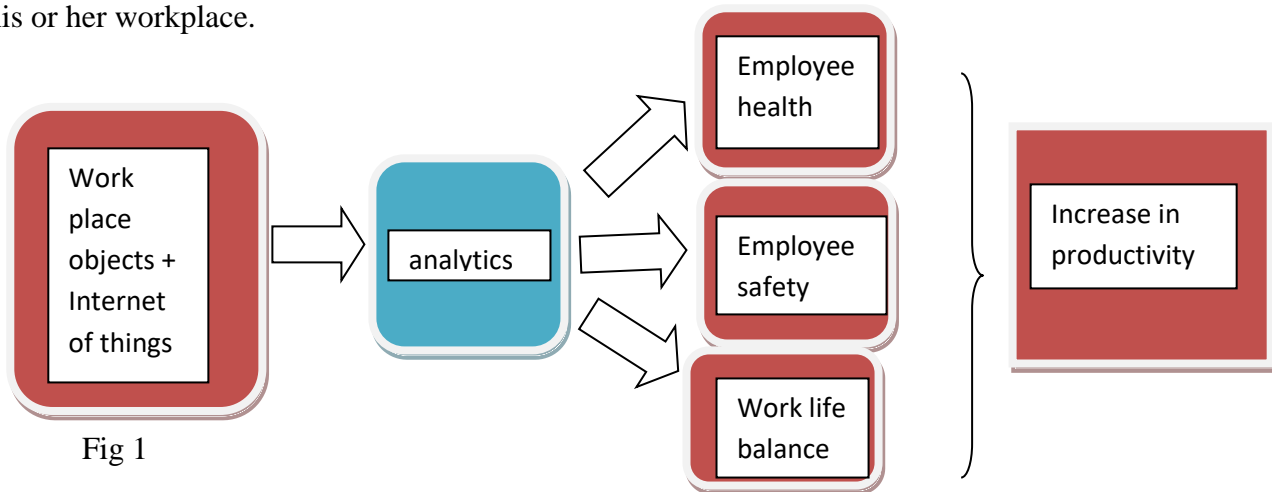 his or her workplace.
Work
place
objects +
Internet
of things
analytics
Employee
health
Employee
safety
Work life
balance
Increase in
productivity
Fig 1